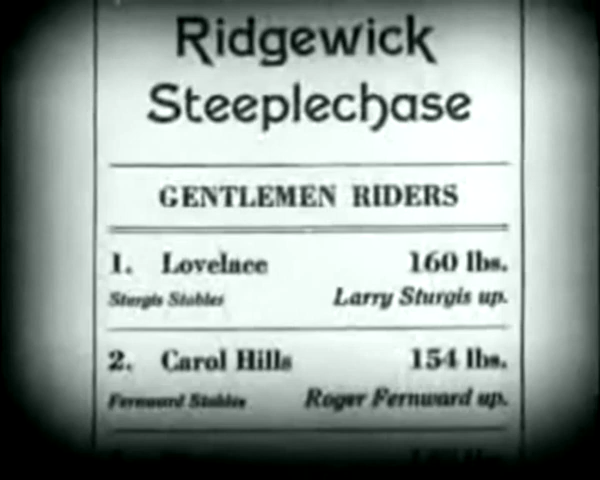 Ridgewick
Steeplechase
GENTLEMEN RIDERS
1. Lovelace 160 lbs.
Sturgis Stables Larry Sturgis up.
2. Carol Hills 154 lbs.
Fernward Stables Roger Fernward up.